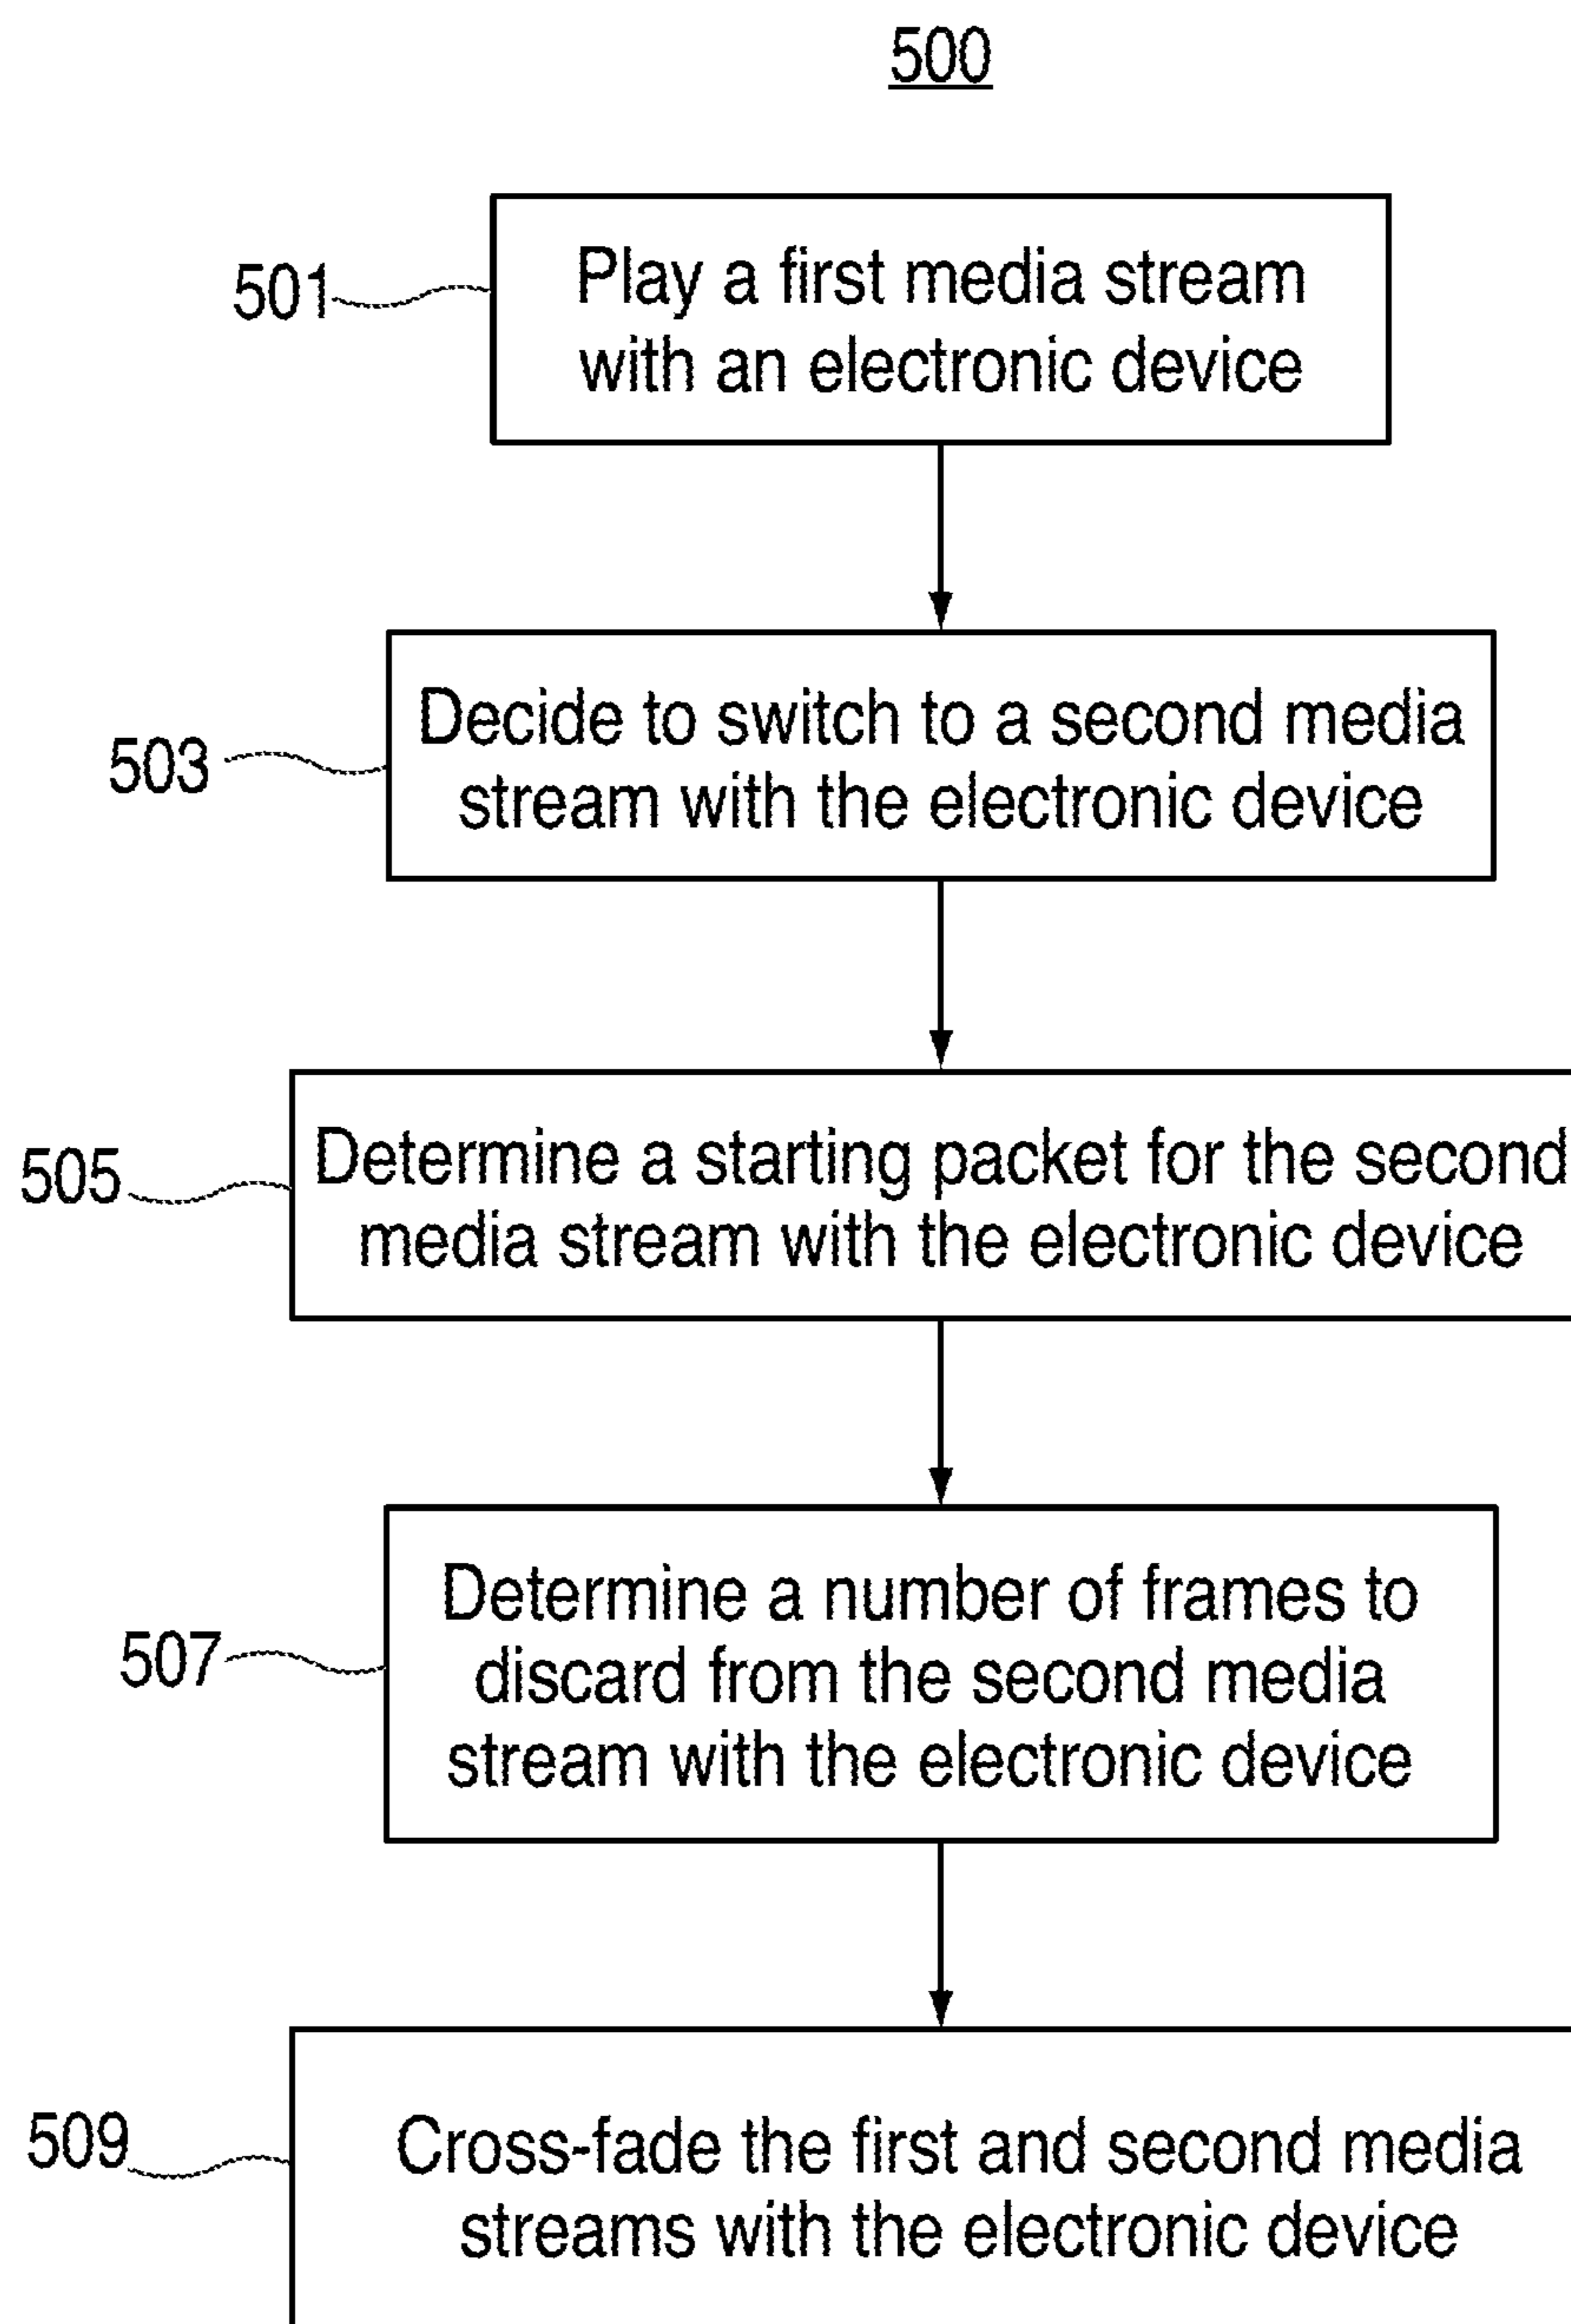 500
501
Play a first media stream
with an electronic device
503
Decide to switch to a second media
stream with the electronic device
505
Determine a starting packet for the second
media stream with the electronic device
507
Determine a number of frames to
discard from the second media
stream with the electronic device
509
Cross-fade the first and second media
streams with the electronic device